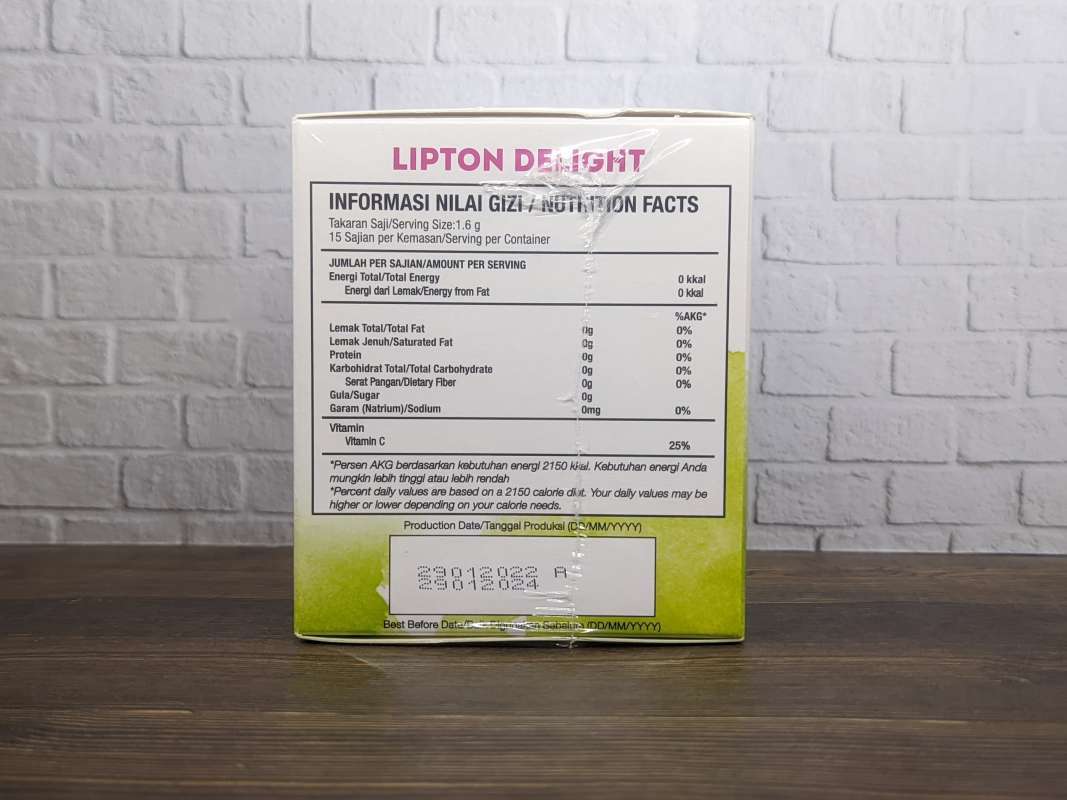 LIPTON DELIGHT
INFORMASI NILAI GIZI / NUTRITION FACTS
Takaran Saji/Serving Size:1.6 g
15 Sajian per Kemasan/Serving per Container
JUMLAH PER SAJIAN/AMOUNT PER SERVING
Energi Total/Total Energy 0 kkal
Energi dari Lemak/Energy from Fat 0 kkal
%AKG*
Lemak Total/Total Fat 0g 0%
Lemak Jenuh/Saturated Fat 0g 0%
Protein 0g 0%
Karbohidrat Total/Total Carbohydrate 0g 0%
Serat Pangan/Dietary Fiber 0g 0%
Gula/Sugar 0g
Garam (Natrium)/Sodium 0mg 0%
Vitamin
Vitamin C 25%
*Persen AKG berdasarkan kebutuhan energi 2150 kkal. Kebutuhan energi Anda
mungkin lebih tinggi atau lebih rendah
*Percent daily values are based on a 2150 calorie diet. Your daily values may be
higher or lower depending on your calorie needs.
Production Date/Tanggal Produksi (DD/MM/YYYY)
29012022 A
29012024
Best Before Date/Baik Digunakan Sebelum (DD/MM/YYYY)